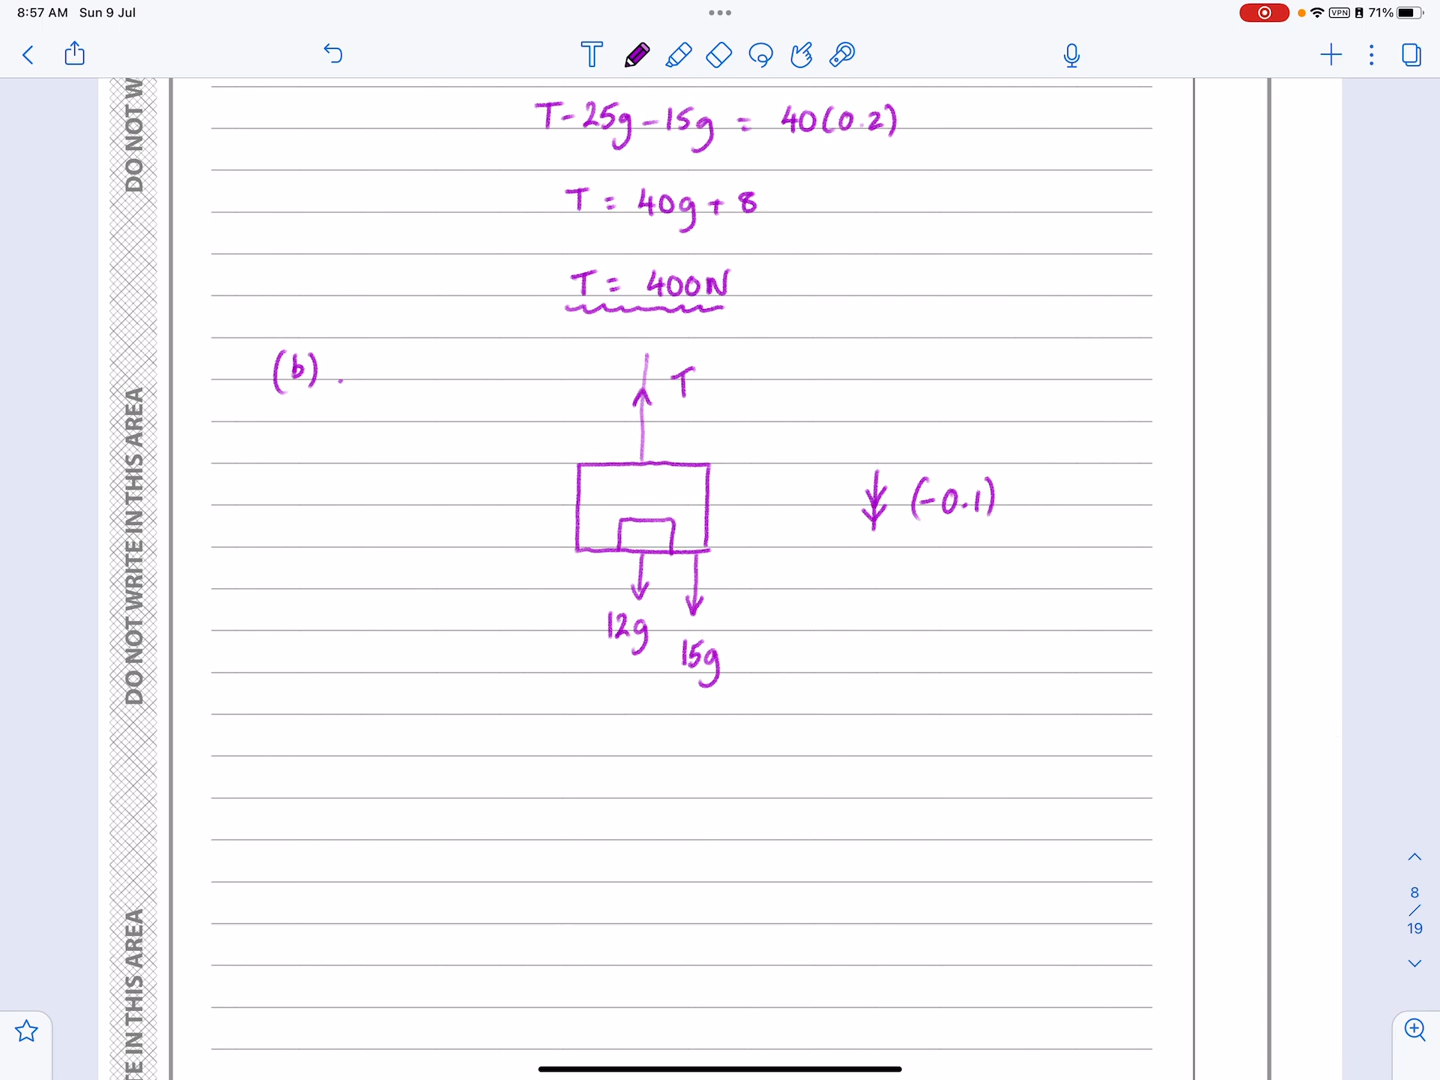 8:57 AM Sun 9 Jul
VPN 71%
T
DO NOT W
T - 25g - 15g = 40(0.2)
T = 40g + 8
T = 400N
(b).
T
DO NOT WRITE IN THIS AREA
(-0.1)
12g
15g
8
/
19
TE IN THIS AREA